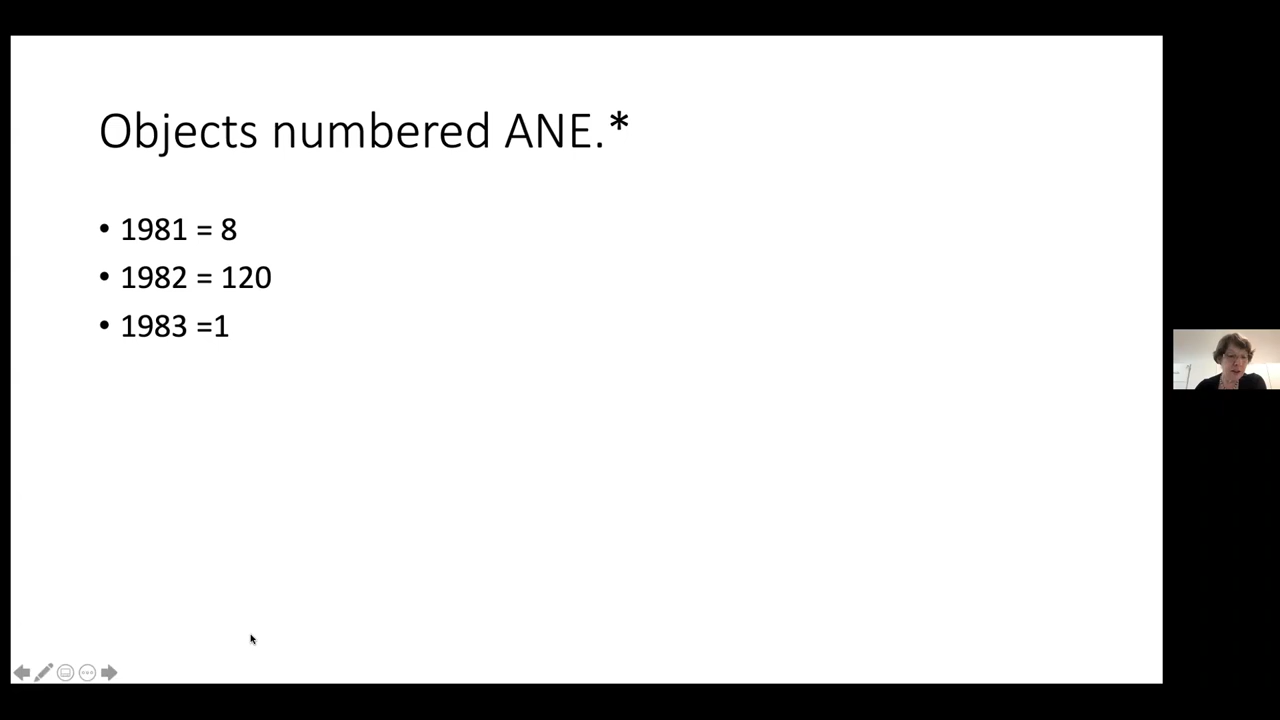 Objects numbered ANE.*
• 1981 = 8
• 1982 = 120
• 1983 =1